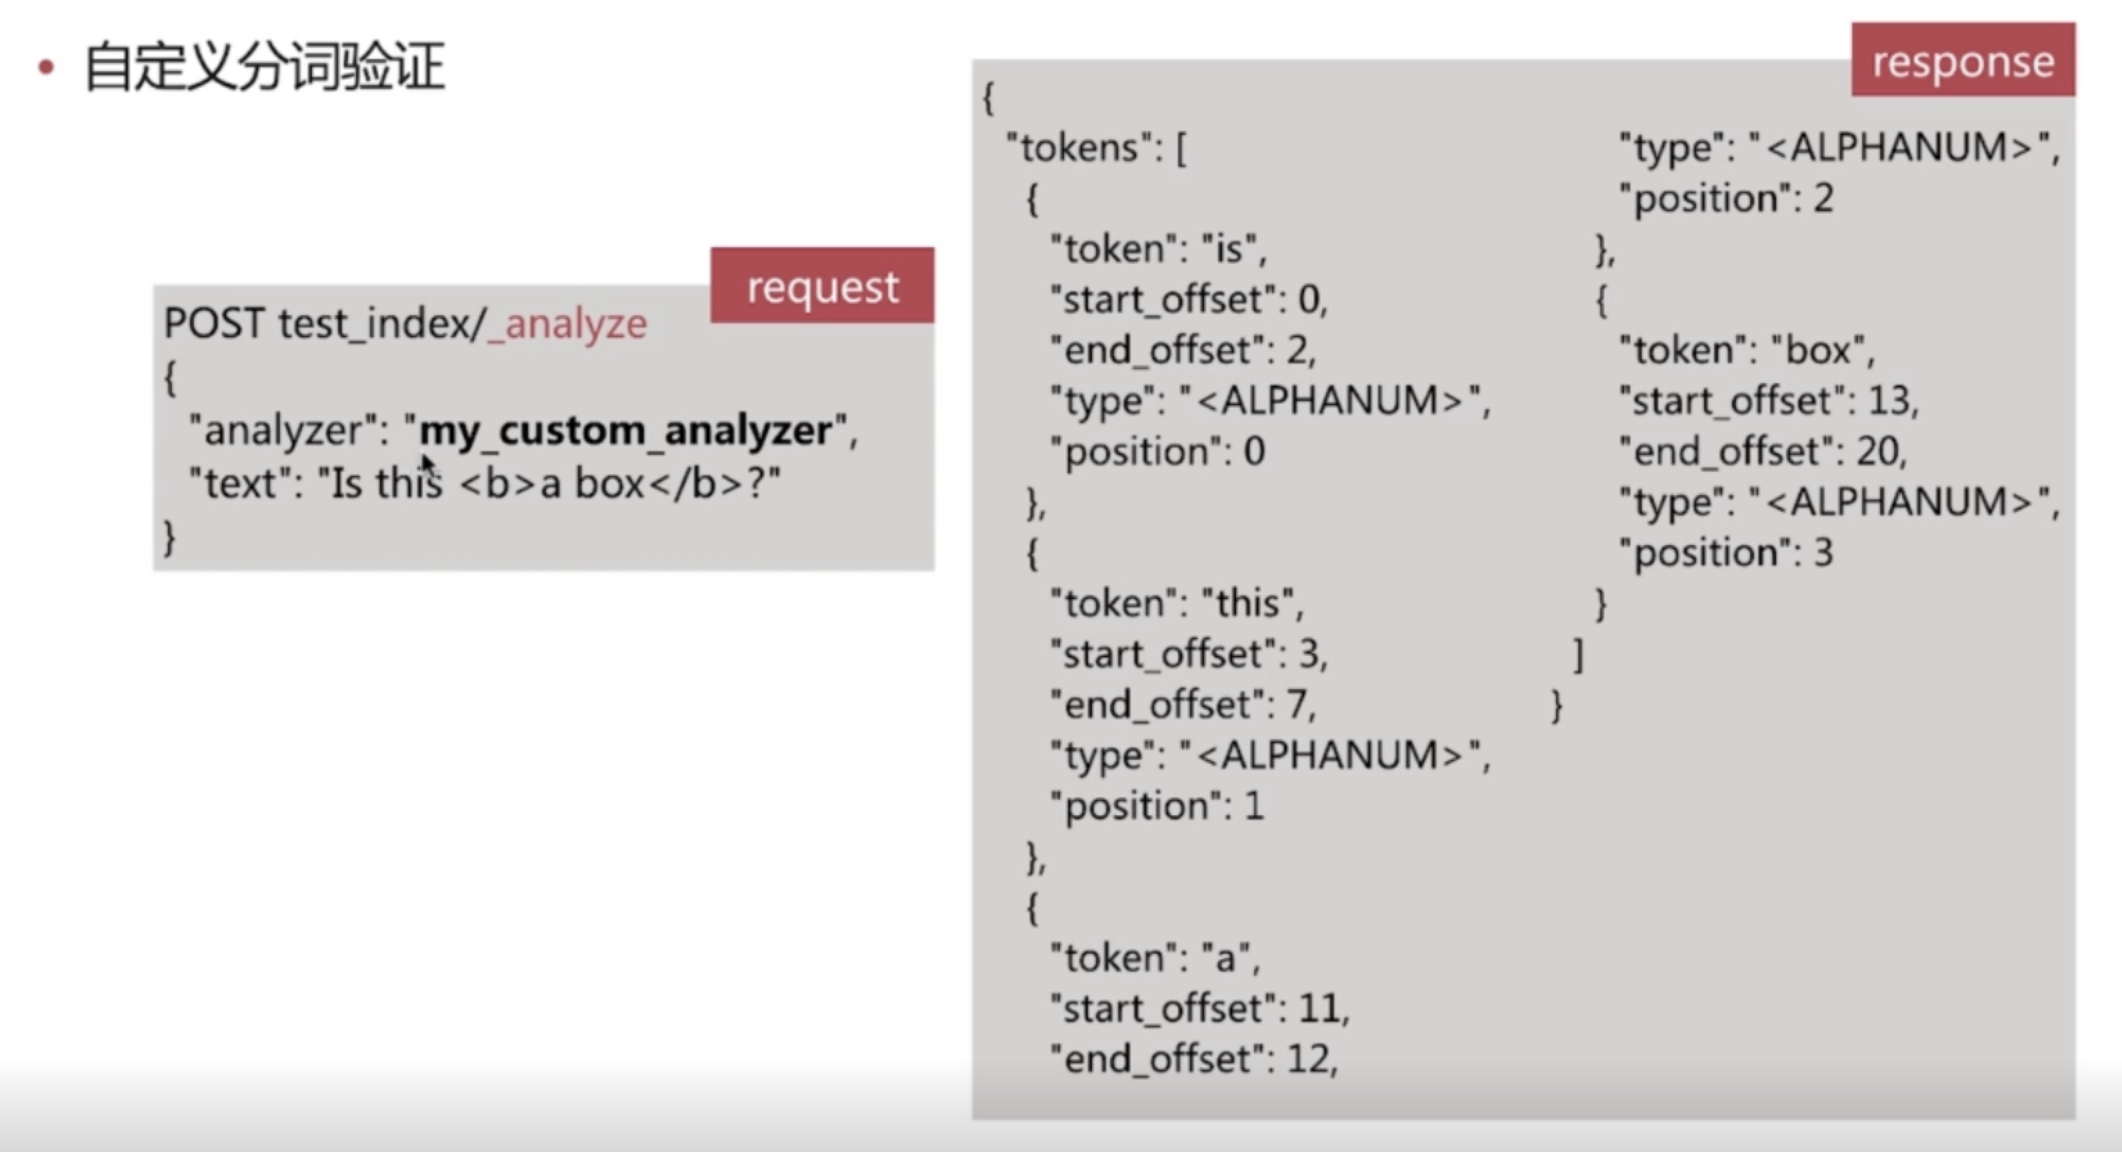 自定义分词验证
request
POST test_index/_analyze
{
"analyzer": "my_custom_analyzer",
"text": "Is this <b>a box</b>?"
}
response
{
"tokens": [
{
"token": "is",
"start_offset": 0,
"end_offset": 2,
"type": "<ALPHANUM>",
"position": 0
},
{
"token": "this",
"start_offset": 3,
"end_offset": 7,
"type": "<ALPHANUM>",
"position": 1
},
{
"token": "a",
"start_offset": 11,
"end_offset": 12,
"type": "<ALPHANUM>",
"position": 2
},
{
"token": "box",
"start_offset": 13,
"end_offset": 20,
"type": "<ALPHANUM>",
"position": 3
}
]
}